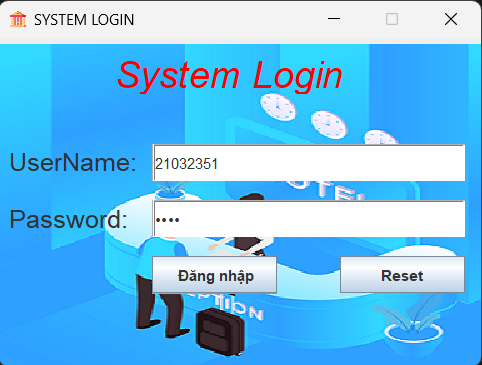 SYSTEM LOGIN
System Login
UserName: 21032351
Password: ••••
Đăng nhập Reset